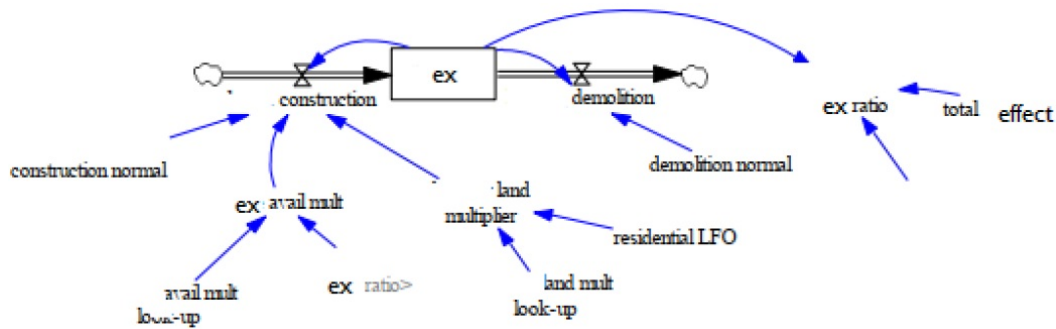 ex
construction
demolition
ex ratio
total effect
construction normal
demolition normal
ex avail mult
land
multiplier
residential LFO
avail mult
look-up
ex ratio>
land mult
look-up